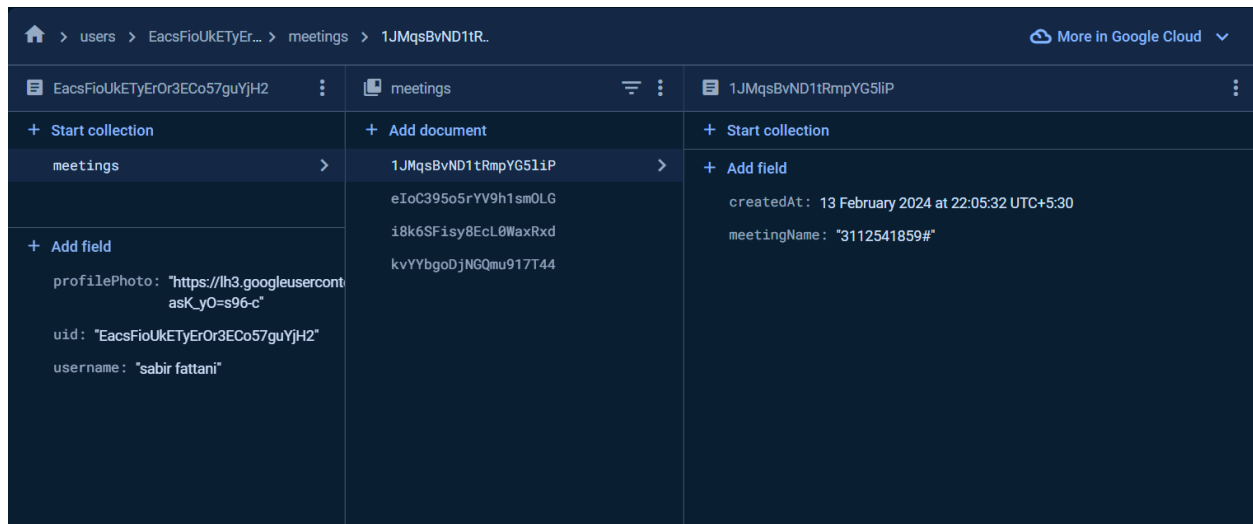 users > EacsFioUkETyEr... > meetings > 1JMqsBvND1tR..
More in Google Cloud
EacsFioUkETyErOr3ECo57guYjH2
+ Start collection
meetings
+ Add field
profilePhoto: "https://lh3.googleusercont
asK_yO=s96-c"
uid: "EacsFioUkETyErOr3ECo57guYjH2"
username: "sabir fattani"
meetings
+ Add document
1JMqsBvND1tRmpYG5liP
eIoC395o5rYV9h1smOLG
i8k6SFisy8EcL0WaxRxd
kvYYbgoDjNGQmu917T44
1JMqsBvND1tRmpYG5liP
+ Start collection
+ Add field
createdAt: 13 February 2024 at 22:05:32 UTC+5:30
meetingName: "3112541859#"